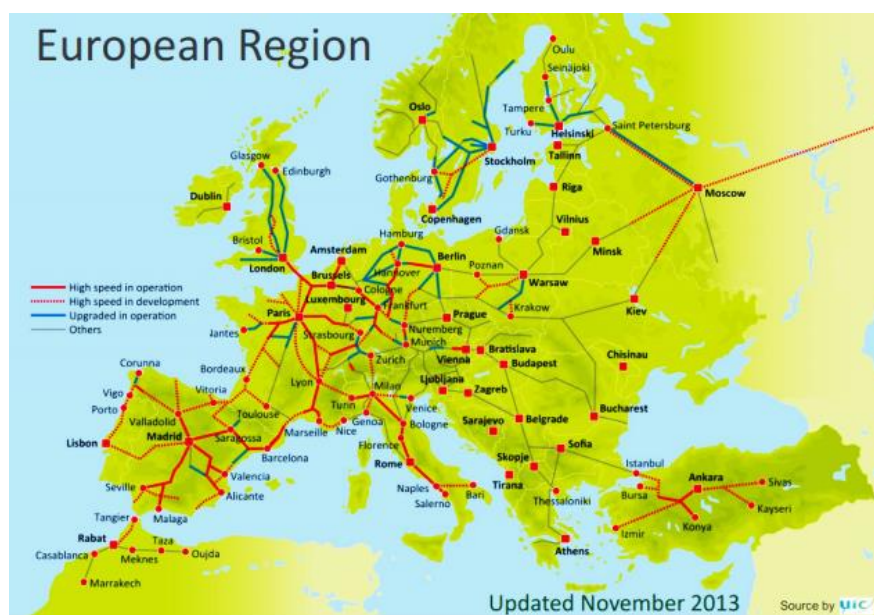 European Region
Oulu
Seinäjoki
Tampere
Oslo
Helsinski
Saint Petersburg
Turku
Tallinn
Stockholm
Glasgow
Edinburgh
Gothenburg
Riga
Moscow
Dublin
Copenhagen
Vilnius
Hamburg
Gdansk
Minsk
Bristol
Amsterdam
Berlin
London
Brussels
Hannover
Poznan
Warsaw
High speed in operation
High speed in development
Upgraded in operation
Others
Cologne
Luxembourg
Frankfurt
Krakow
Kiev
Paris
Prague
Nantes
Strasbourg
Nuremberg
Munich
Vienna
Bratislava
Chisinau
Zurich
Budapest
Corunna
Bordeaux
Lyon
Milan
Ljubljana
Zagreb
Vigo
Vitoria
Turin
Venice
Porto
Toulouse
Genoa
Bologne
Bucharest
Valladolid
Marseille
Nice
Sarajevo
Belgrade
Lisbon
Madrid
Saragossa
Florence
Sofia
Barcelona
Rome
Skopje
Istanbul
Ankara
Valencia
Tirana
Sivas
Seville
Alicante
Naples
Bari
Bursa
Tangier
Malaga
Salerno
Thessaloniki
Kayseri
Konya
Rabat
Izmir
Casablanca
Taza
Oujda
Athens
Meknes
Marrakech
Updated November 2013
Source by uic